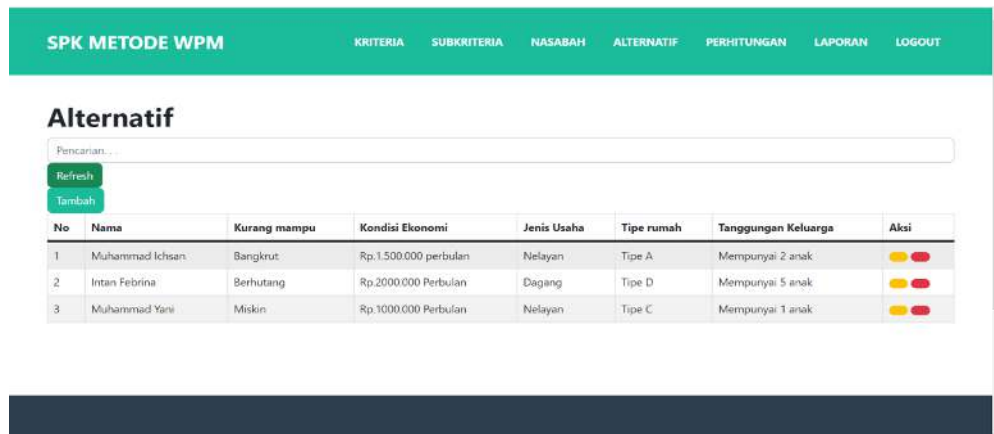 SPK METODE WPM KRITERIA SUBKRITERIA NASABAH ALTERNATIF PERHITUNGAN LAPORAN LOGOUT
Alternatif
Pencarian. . .
Refresh
Tambah
No Nama Kurang mampu Kondisi Ekonomi Jenis Usaha Tipe rumah Tanggungan Keluarga Aksi
1 Muhammad Ichsan Bangkrut Rp.1.500.000 perbulan Nelayan Tipe A Mempunyai 2 anak
2 Intan Febrina Berhutang Rp.2000.000 Perbulan Dagang Tipe D Mempunyai 5 anak
3 Muhammad Yani Miskin Rp.1000.000 Perbulan Nelayan Tipe C Mempunyai 1 anak